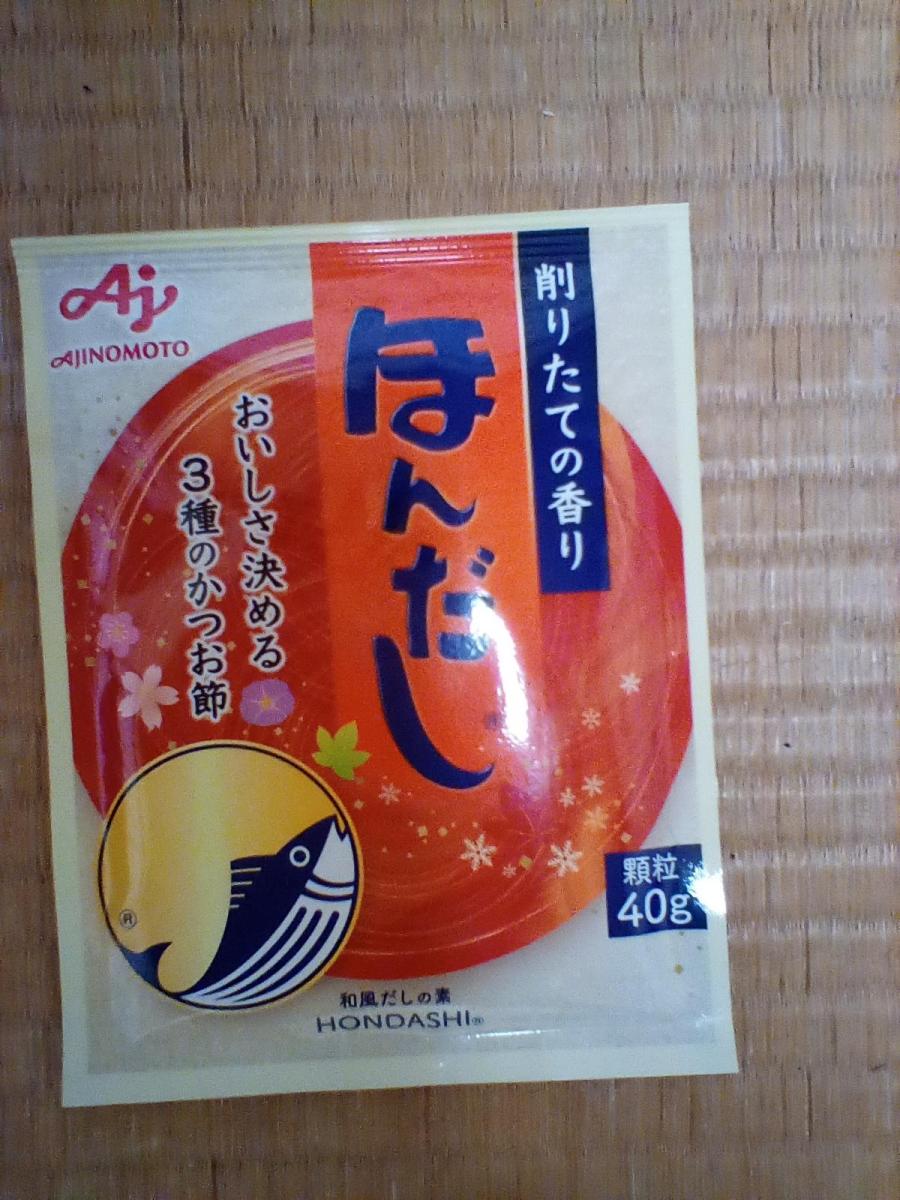 Aj
AJINOMOTO
削りたての香り
ほんだし
おいしさ決める
3種のかつお節
顆粒
40g
®
和風だしの素
HONDASHI®